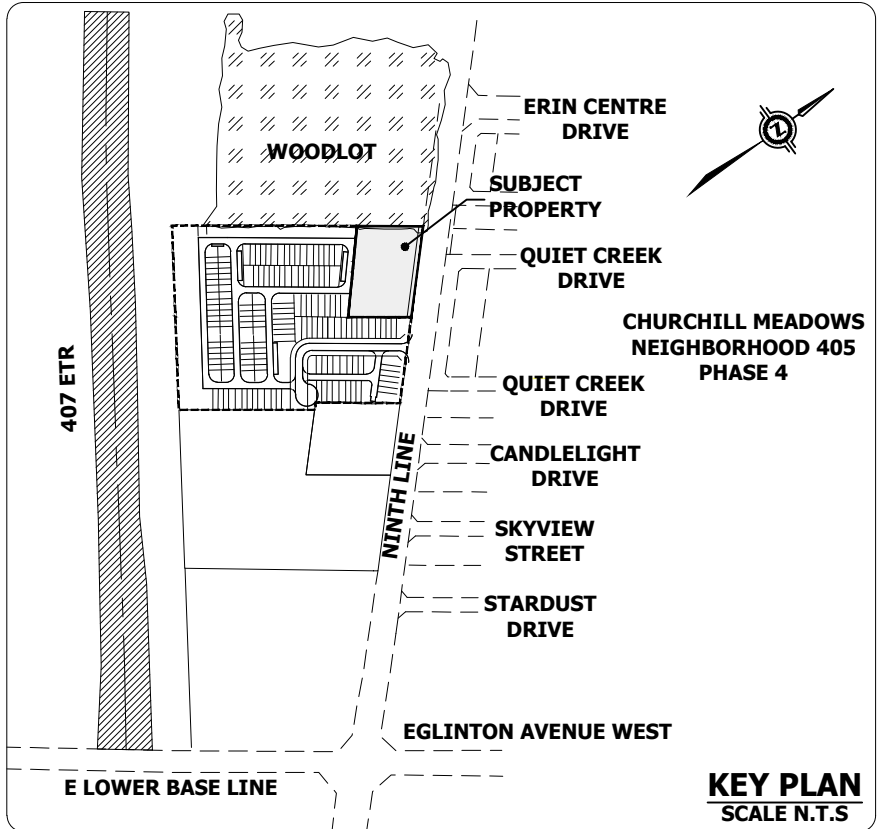 ERIN CENTRE
DRIVE
WOODLOT
SUBJECT
PROPERTY
QUIET CREEK
DRIVE
CHURCHILL MEADOWS
NEIGHBORHOOD 405
PHASE 4
407 ETR
QUIET CREEK
DRIVE
NINTH LINE
CANDLELIGHT
DRIVE
SKYVIEW
STREET
STARDUST
DRIVE
EGLINTON AVENUE WEST
E LOWER BASE LINE
KEY PLAN
SCALE N.T.S
Z